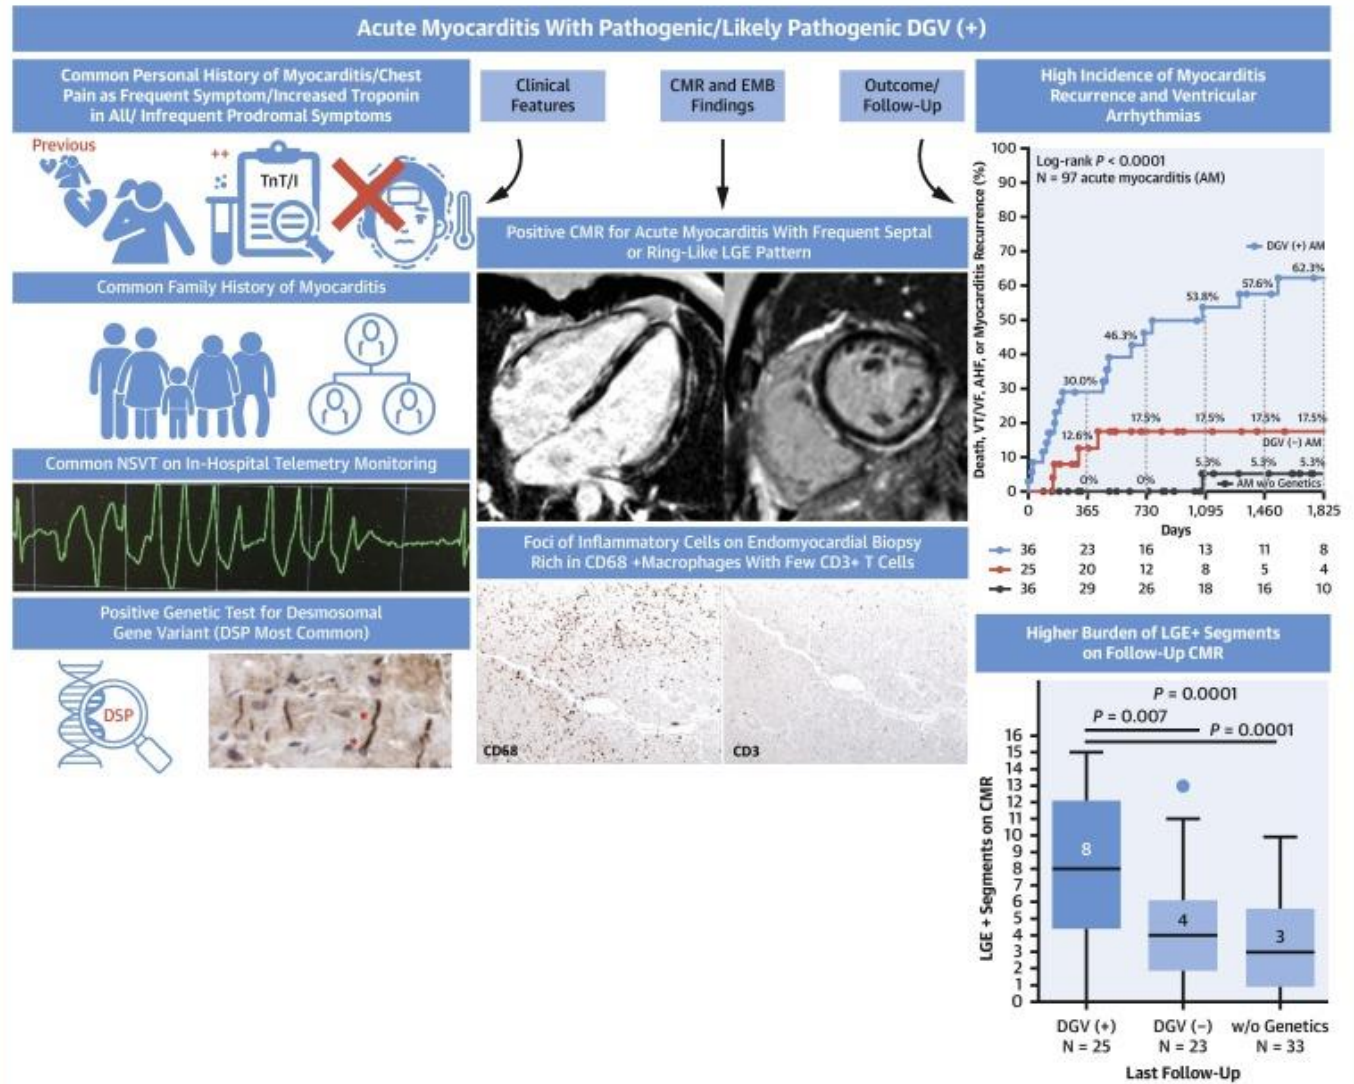 Acute Myocarditis With Pathogenic/Likely Pathogenic DGV (+)
Common Personal History of Myocarditis/Chest
Pain as Frequent Symptom/Increased Troponin
in All/ Infrequent Prodromal Symptoms
Previous
++
TnT/I
Common Family History of Myocarditis
Common NSVT on In-Hospital Telemetry Monitoring
Positive Genetic Test for Desmosomal
Gene Variant (DSP Most Common)
DSP
Clinical
Features
CMR and EMB
Findings
Outcome/
Follow-Up
Positive CMR for Acute Myocarditis With Frequent Septal
or Ring-Like LGE Pattern
Foci of Inflammatory Cells on Endomyocardial Biopsy
Rich in CD68 +Macrophages With Few CD3+ T Cells
CD68
CD3
High Incidence of Myocarditis
Recurrence and Ventricular
Arrhythmias
Death, VT/VF, AHF, or Myocarditis Recurrence (%)
100
90
80
70
60
50
40
30
20
10
0
Log-rank P < 0.0001
N = 97 acute myocarditis (AM)
DGV (+) AM
30.0%
46.3%
53.8%
57.6%
62.3%
12.6%
17.5%
17.5%
17.5%
17.5%
DGV (−) AM
0%
0%
5.3%
5.3%
5.3%
AM w/o Genetics
0 365 730 1,095 1,460 1,825
Days
36 23 16 13 11 8
25 20 12 8 5 4
36 29 26 18 16 10
Higher Burden of LGE+ Segments
on Follow-Up CMR
LGE + Segments on CMR
P = 0.0001
P = 0.007
P = 0.0001
16
15
14
13
12
11
10
9
8
7
6
5
4
3
2
1
0
8
4
3
DGV (+) DGV (−) w/o Genetics
N = 25 N = 23 N = 33
Last Follow-Up